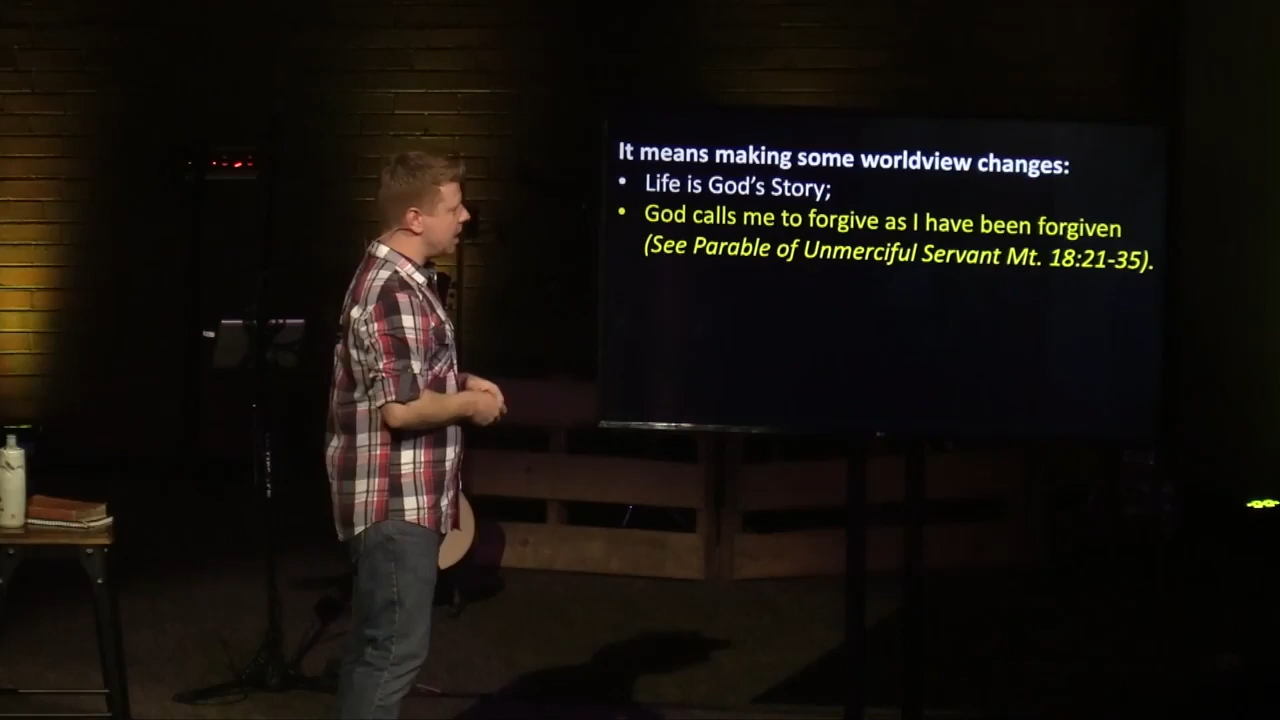 It means making some worldview changes:
• Life is God's Story;
• God calls me to forgive as I have been forgiven
(See Parable of Unmerciful Servant Mt. 18:21-35).